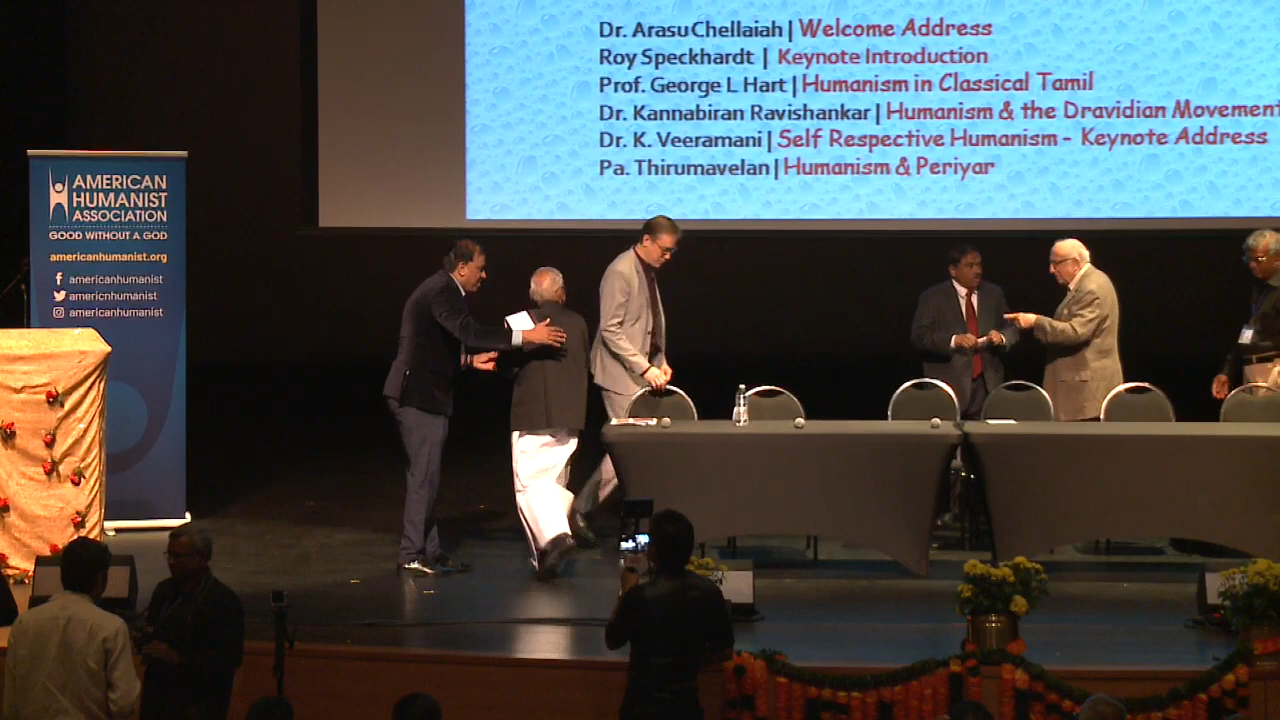 Dr. Arasu Chellaiah | Welcome Address
Roy Speckhardt | Keynote Introduction
Prof. George L Hart | Humanism in Classical Tamil
Dr. Kannabiran Ravishankar | Humanism & the Dravidian Movement
Dr. K. Veeramani | Self Respective Humanism - Keynote Address
Pa. Thirumavelan | Humanism & Periyar
AMERICAN
HUMANIST
ASSOCIATION
GOOD WITHOUT A GOD
americanhumanist.org
americanhumanist
americnhumanist
americanhumanist